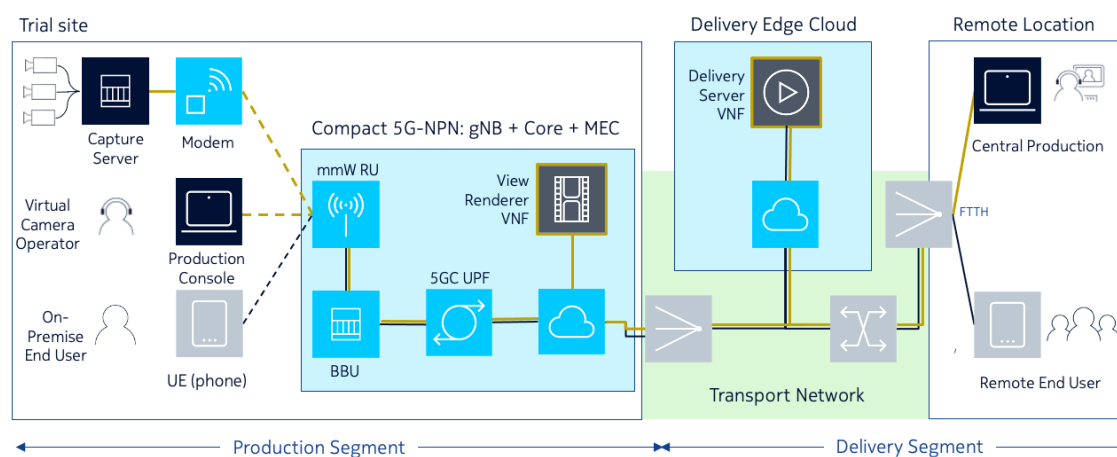 Trial site
Delivery Edge Cloud
Remote Location
Capture
Server
Modem
Delivery
Server
VNF
Central Production
Compact 5G-NPN: gNB + Core + MEC
mmW RU
View
Renderer
VNF
Virtual
Camera
Operator
Production
Console
FTTH
5GC UPF
On-
Premise
End User
UE (phone)
BBU
Transport Network
Remote End User
Production Segment
Delivery Segment